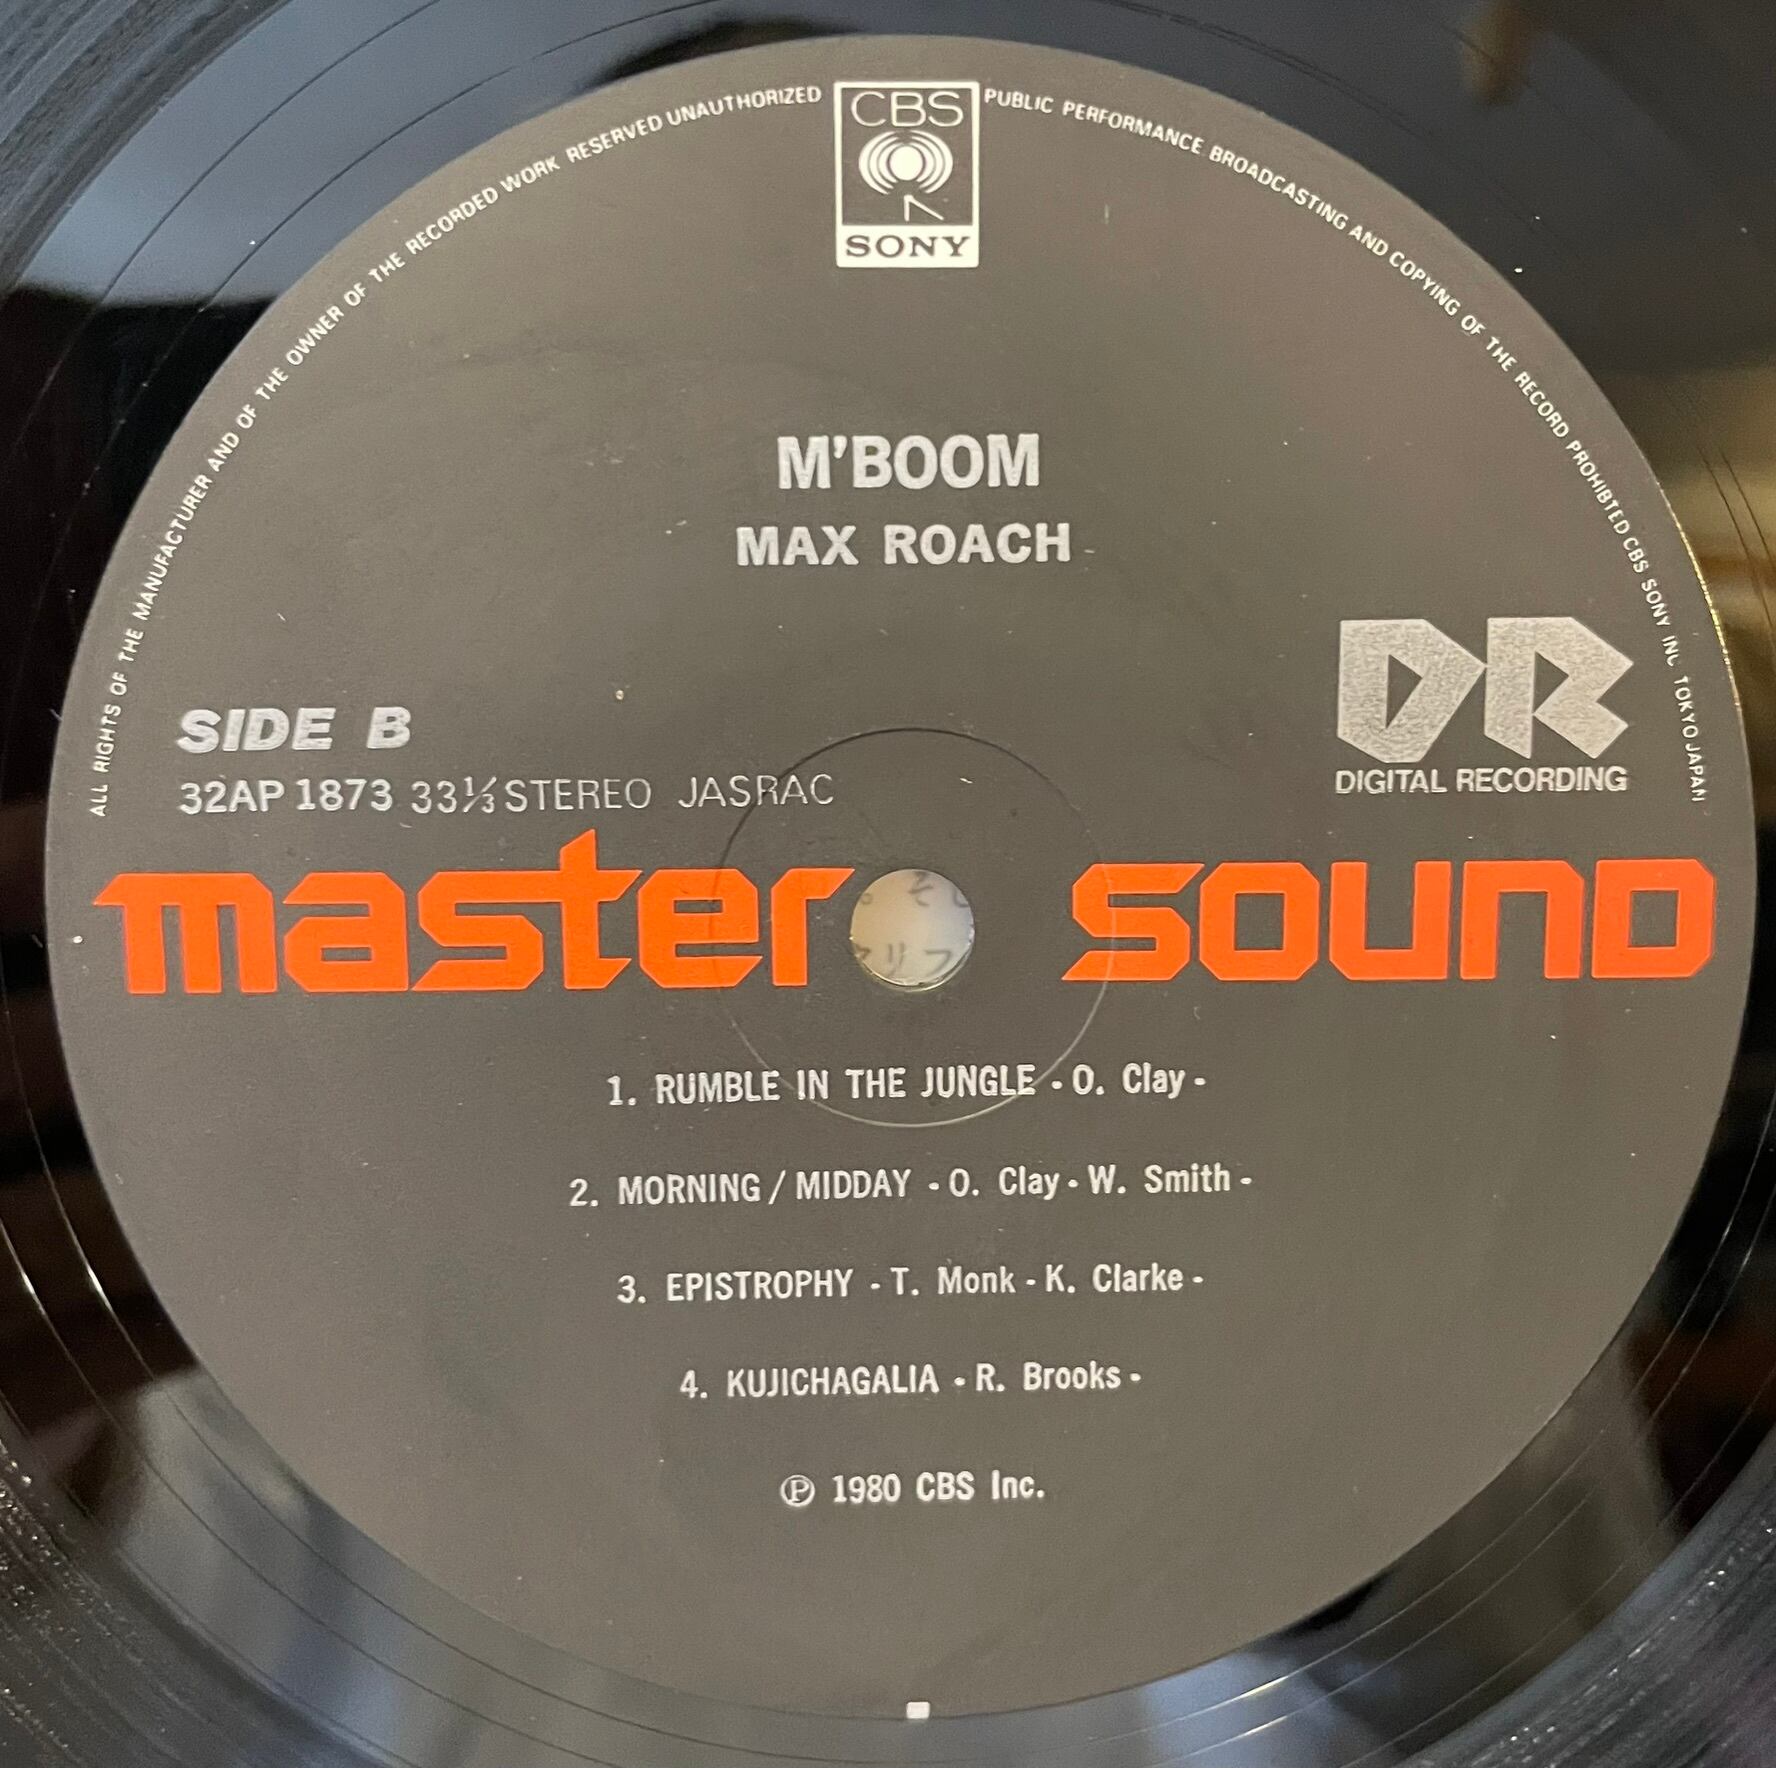 ALL RIGHTS OF THE MANUFACTURER AND OF THE OWNER OF THE RECORDED WORK RESERVED UNAUTHORIZED PUBLIC PERFORMANCE BROADCASTING AND COPYING OF THE RECORD PROHIBTED CBS SONY INC. TOKYO JAPAN
CBS
SONY
M'BOOM
MAX ROACH
DR
DIGITAL RECORDING
SIDE B
32AP 1873 33⅓ STEREO JASRAC
master sound
1. RUMBLE IN THE JUNGLE - O. Clay -
2. MORNING / MIDDAY - O. Clay - W. Smith -
3. EPISTROPHY - T. Monk - K. Clarke -
4. KUJICHAGALIA - R. Brooks -
℗ 1980 CBS Inc.